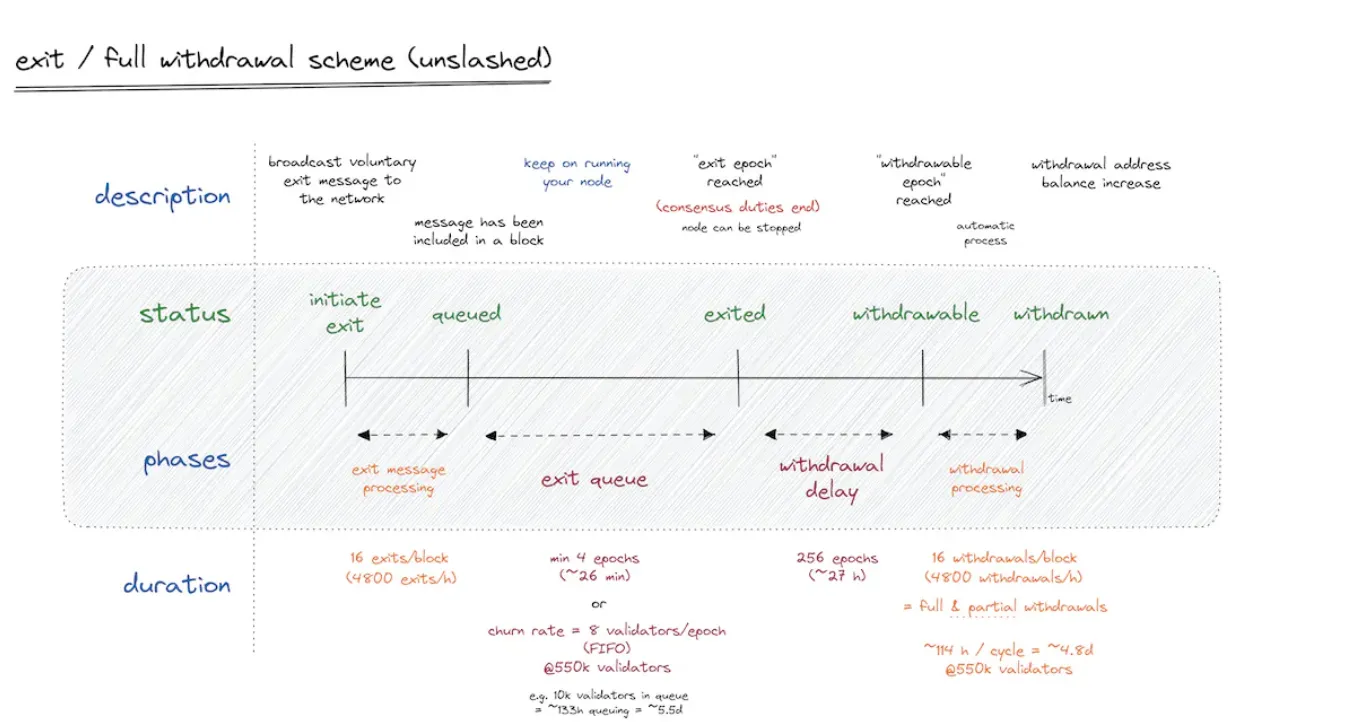 exit / full withdrawal scheme (unslashed)
description
broadcast voluntary
exit message to
the network
message has been
included in a block
keep on running
your node
"exit epoch"
reached
(consensus duties end)
node can be stopped
"withdrawable
epoch"
reached
automatic
process
withdrawal address
balance increase
status
initiate
exit
queued
exited
withdrawable
withdrawn
time
phases
exit message
processing
exit queue
withdrawal
delay
withdrawal
processing
duration
16 exits/block
(4800 exits/h)
min 4 epochs
(~26 min)
or
churn rate = 8 validators/epoch
(FIFO)
@550k validators
e.g. 10k validators in queue
= ~133h queuing = ~5.5d
256 epochs
(~27 h)
16 withdrawals/block
(4800 withdrawals/h)
= full & partial withdrawals
~114 h / cycle = ~4.8d
@550k validators